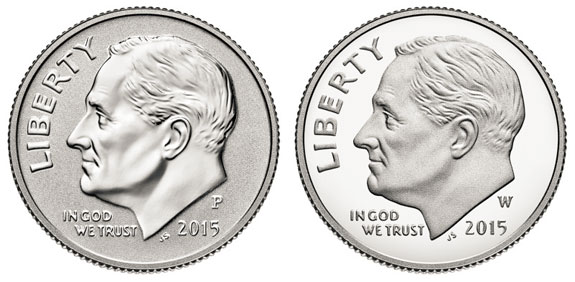 LIBERTY
P
IN GOD
WE TRUST
JS
2015
LIBERTY
W
IN GOD
WE TRUST
JS
2015